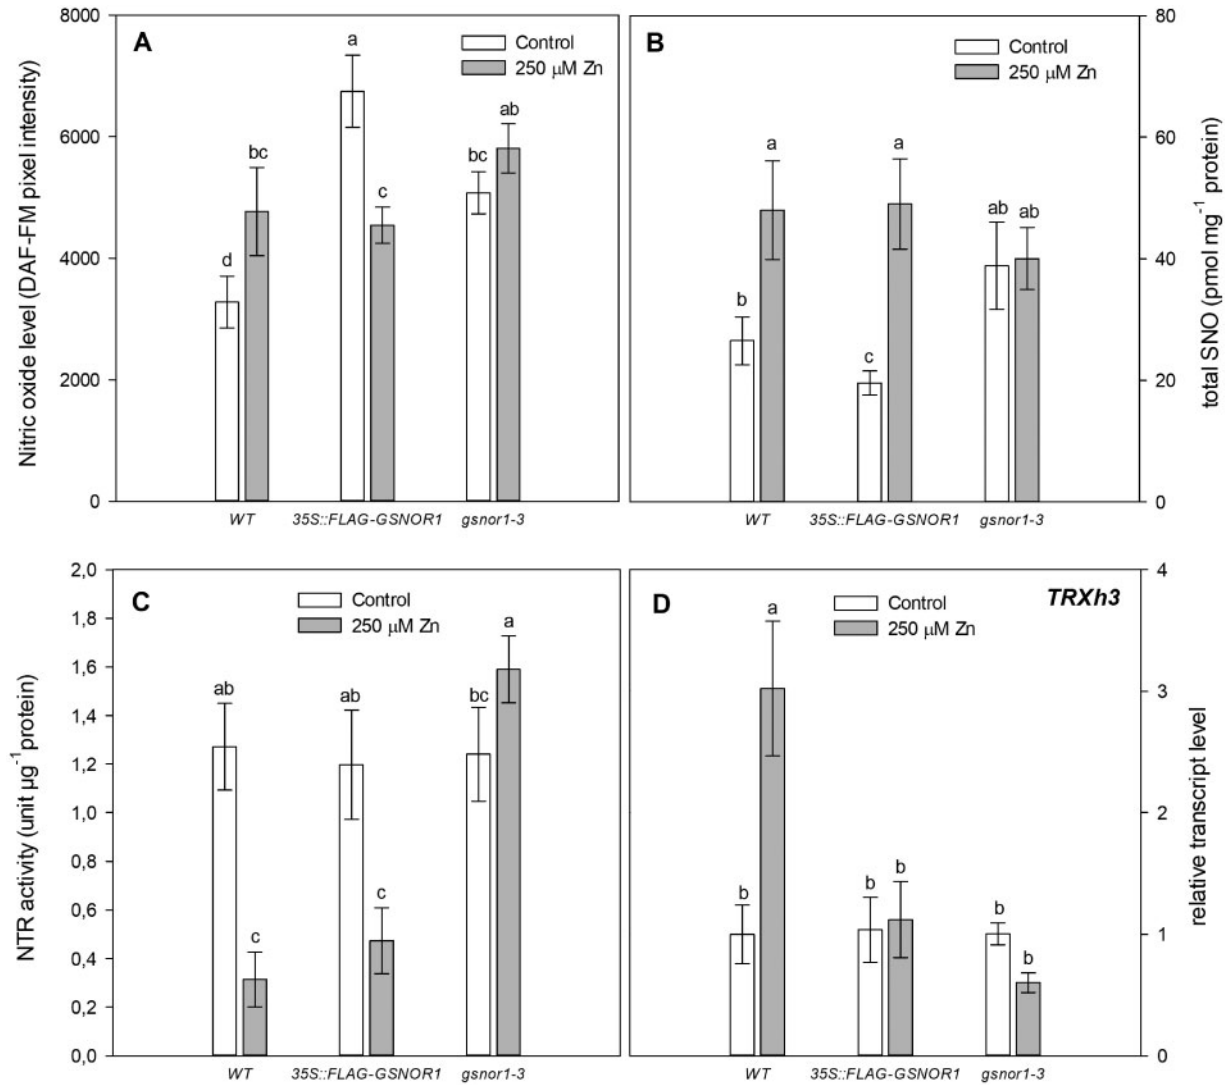 8000
6000
4000
2000
0
Nitric oxide level (DAF-FM pixel intensity)
A
Control
250 µM Zn
d
bc
a
c
bc
ab
WT
35S::FLAG-GSNOR1
gsnor1-3
B
Control
250 µM Zn
b
a
c
a
ab
ab
WT
35S::FLAG-GSNOR1
gsnor1-3
80
60
40
20
0
total SNO (pmol mg⁻¹ protein)
2,0
1,8
1,6
1,4
1,2
1,0
0,8
0,6
0,4
0,2
0,0
NTR activity (unit µg⁻¹protein)
C
Control
250 µM Zn
ab
c
ab
c
bc
a
WT
35S::FLAG-GSNOR1
gsnor1-3
D
Control
250 µM Zn
TRXh3
b
a
b
b
b
b
WT
35S::FLAG-GSNOR1
gsnor1-3
4
3
2
1
0
relative transcript level